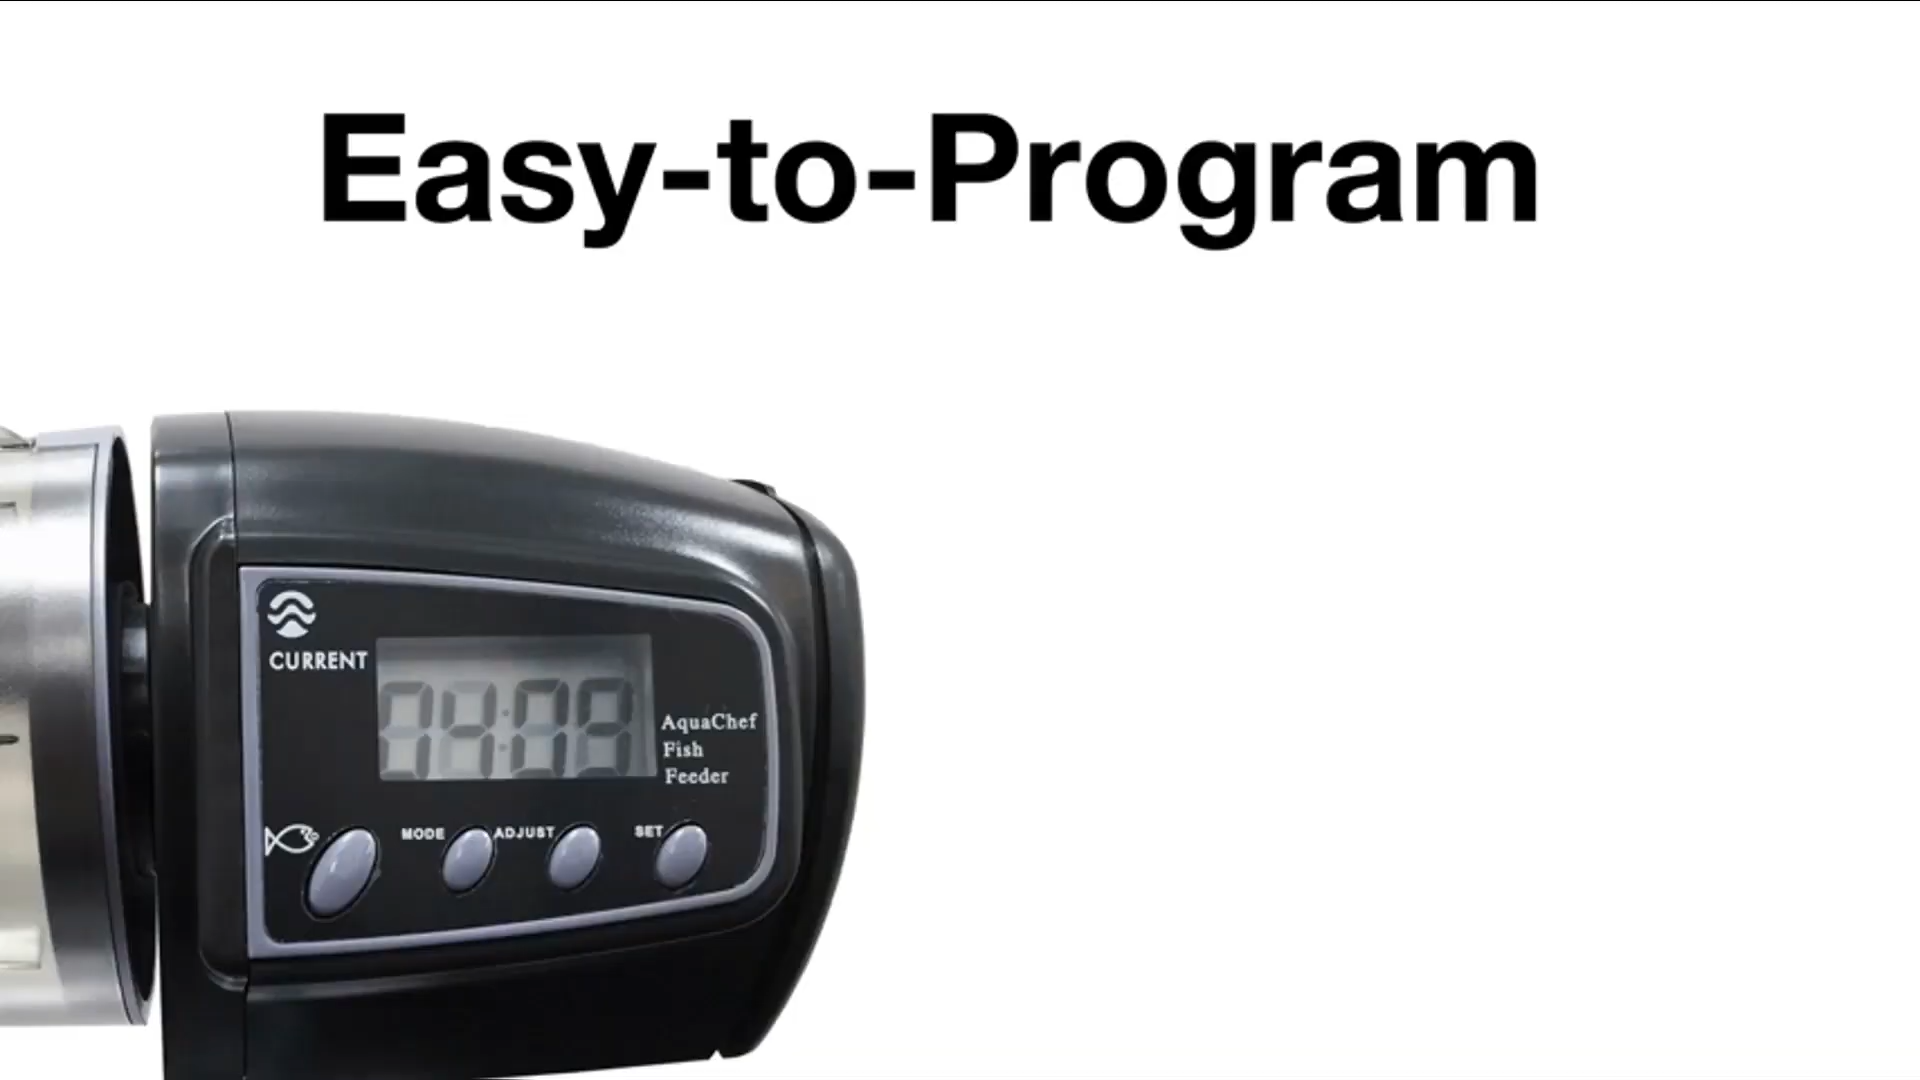 Easy-to-Program
CURRENT
AquaChef
Fish
Feeder
MODE ADJUST SET